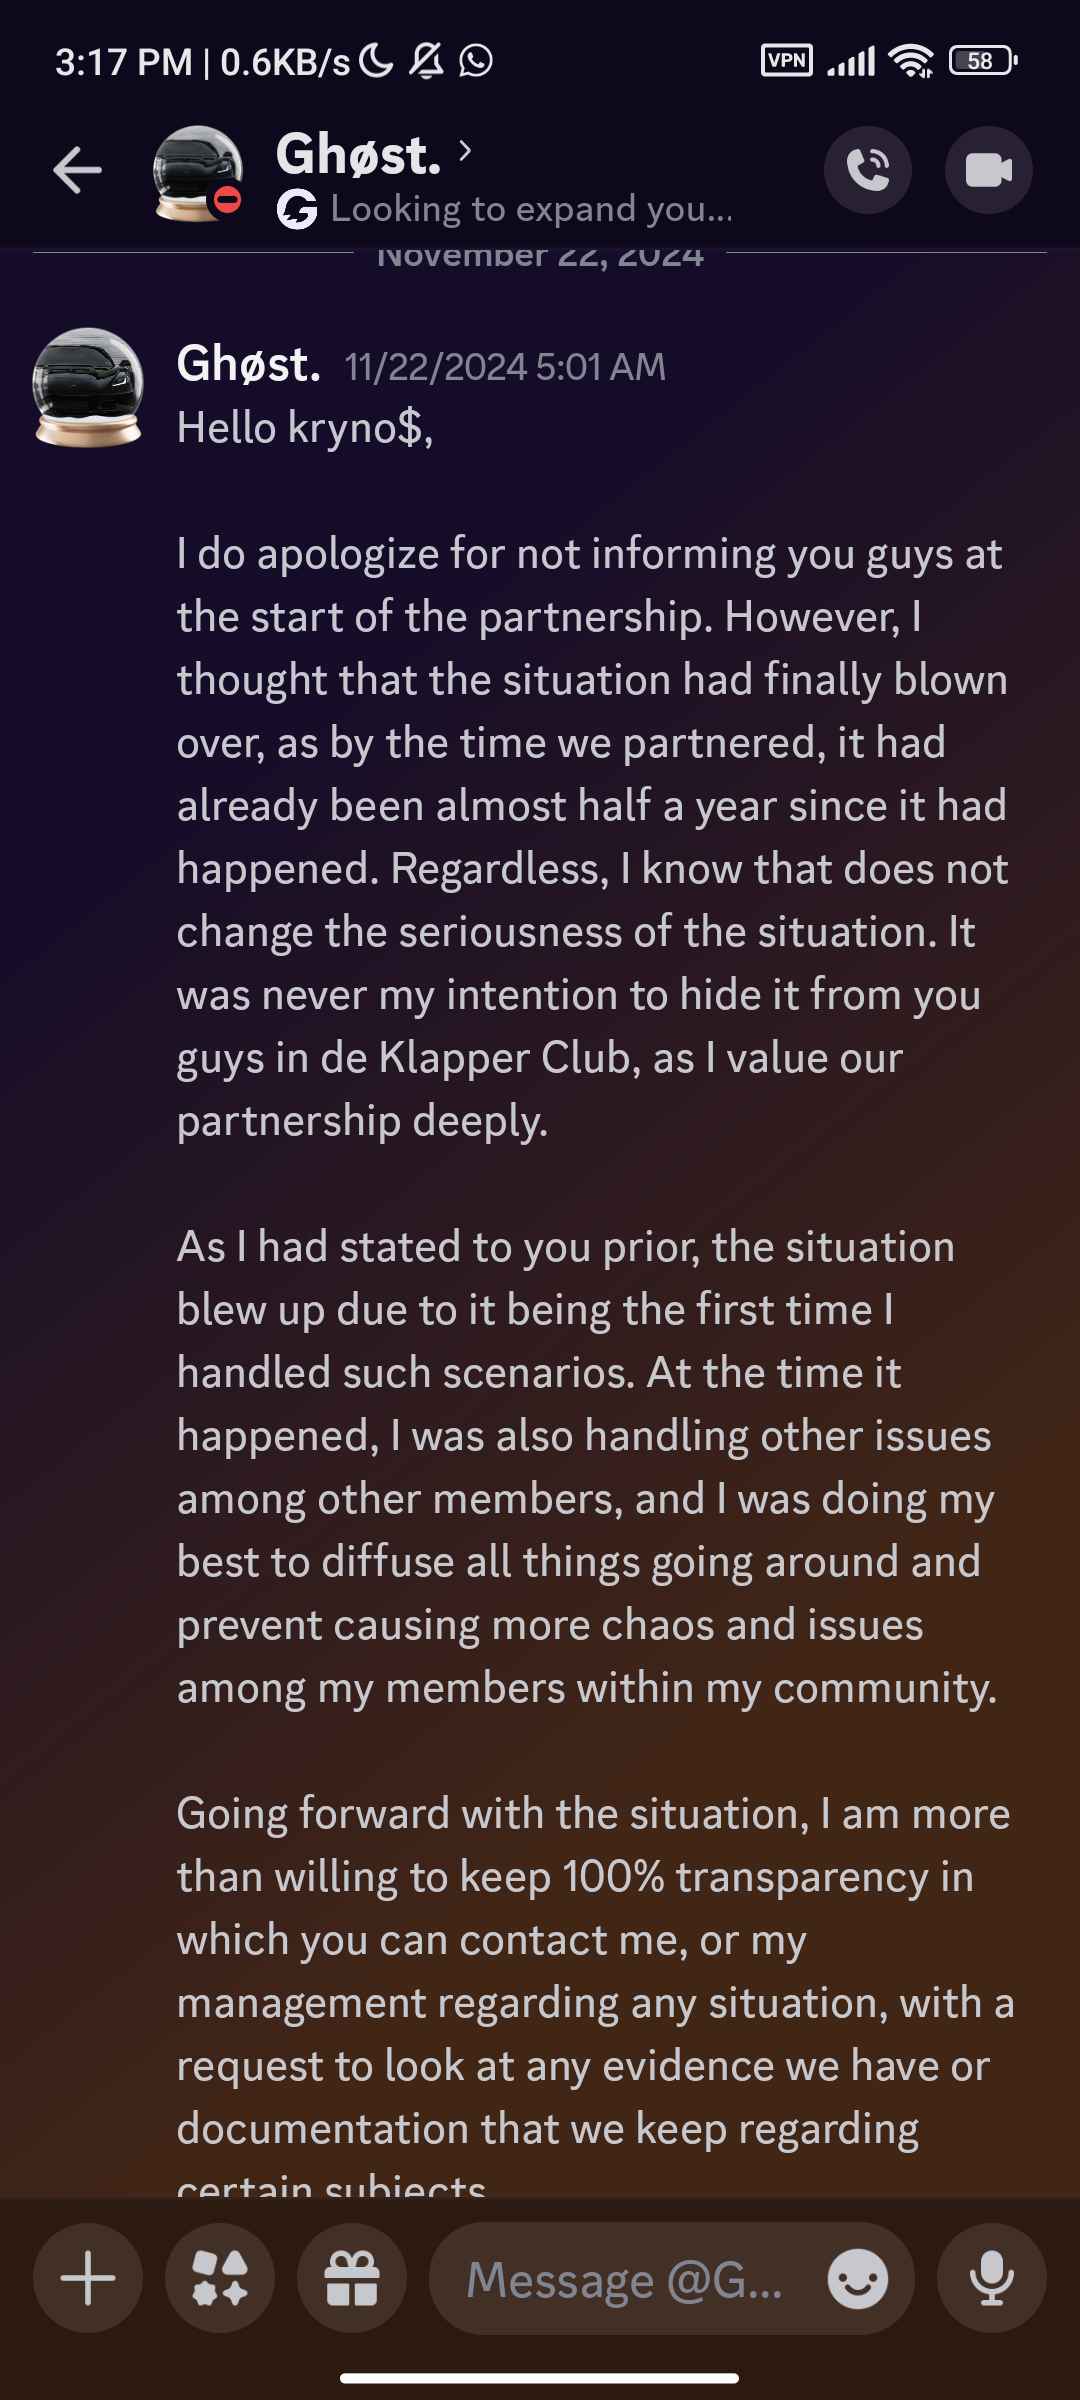 3:17 PM | 0.6KB/s
VPN
58
Ghøst.
Looking to expand you...
November 22, 2024
Ghøst. 11/22/2024 5:01 AM
Hello kryno$,
I do apologize for not informing you guys at
the start of the partnership. However, I
thought that the situation had finally blown
over, as by the time we partnered, it had
already been almost half a year since it had
happened. Regardless, I know that does not
change the seriousness of the situation. It
was never my intention to hide it from you
guys in de Klapper Club, as I value our
partnership deeply.
As I had stated to you prior, the situation
blew up due to it being the first time I
handled such scenarios. At the time it
happened, I was also handling other issues
among other members, and I was doing my
best to diffuse all things going around and
prevent causing more chaos and issues
among my members within my community.
Going forward with the situation, I am more
than willing to keep 100% transparency in
which you can contact me, or my
management regarding any situation, with a
request to look at any evidence we have or
documentation that we keep regarding
certain subjects
Message @G...